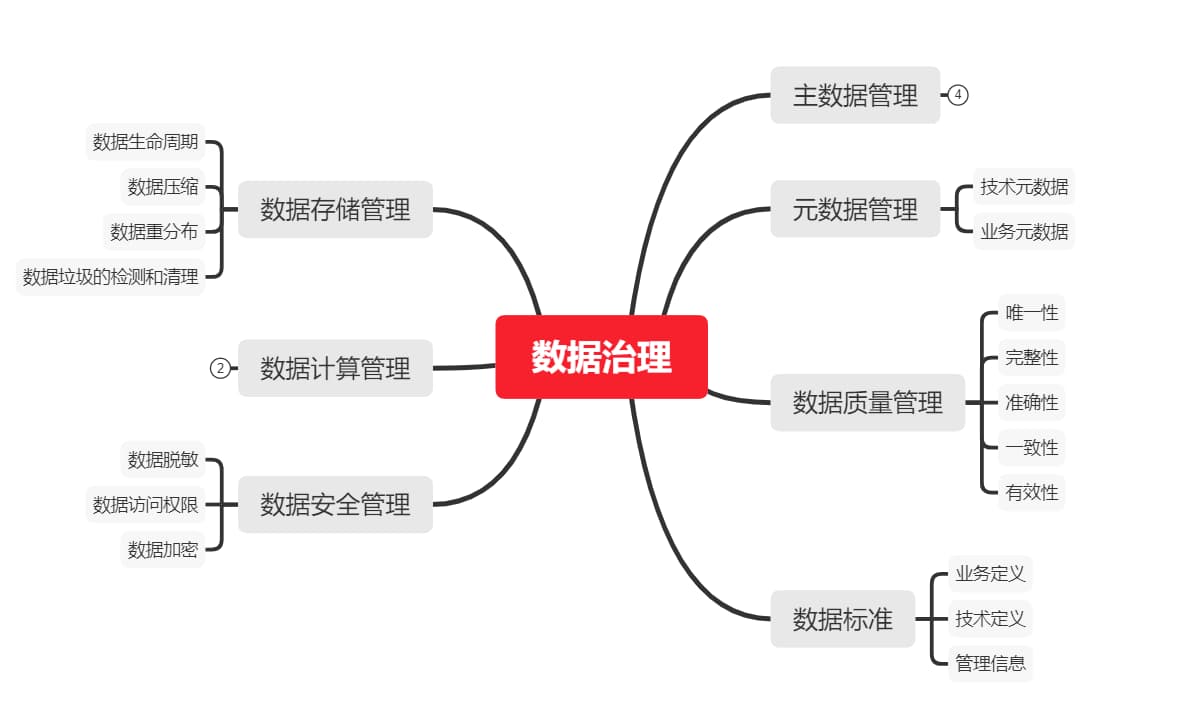 数据治理
主数据管理
4
元数据管理
技术元数据
业务元数据
数据质量管理
唯一性
完整性
准确性
一致性
有效性
数据标准
业务定义
技术定义
管理信息
数据存储管理
数据生命周期
数据压缩
数据重分布
数据垃圾的检测和清理
数据计算管理
2
数据安全管理
数据脱敏
数据访问权限
数据加密